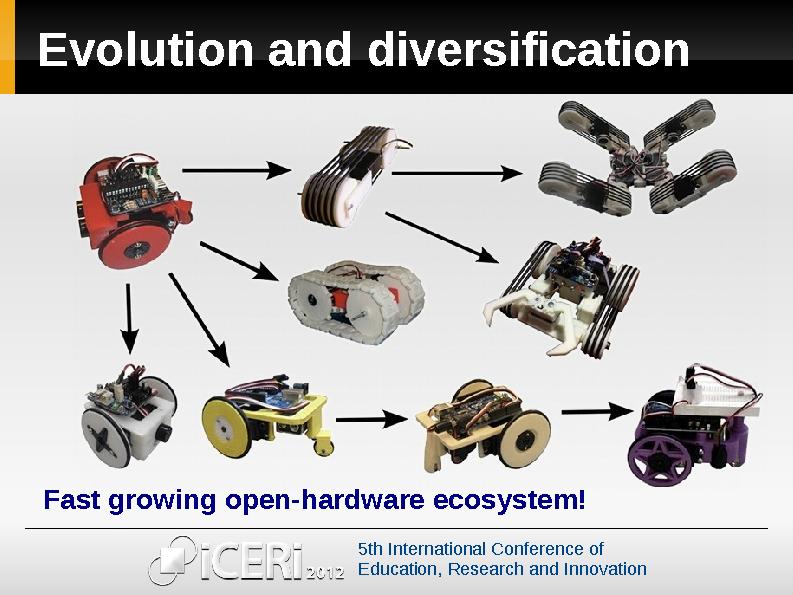 Evolution and diversification
Fast growing open-hardware ecosystem!
iCERi 2012
5th International Conference of
Education, Research and Innovation